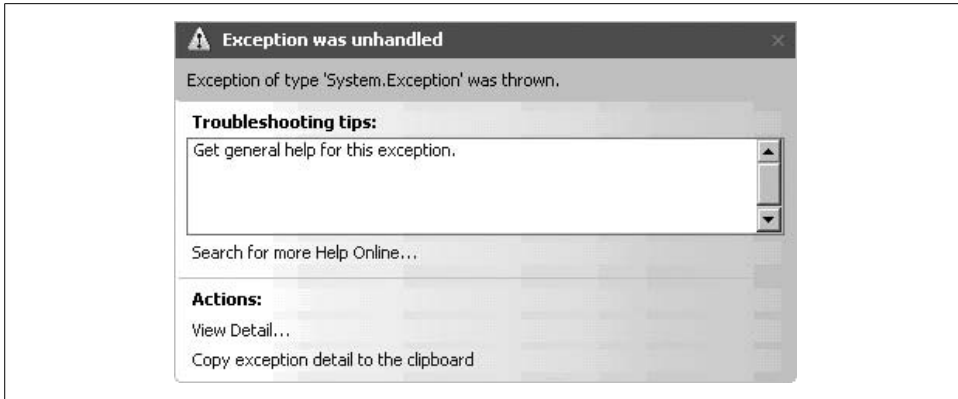 Exception was unhandled
Exception of type 'System.Exception' was thrown.
Troubleshooting tips:
Get general help for this exception.
Search for more Help Online...
Actions:
View Detail...
Copy exception detail to the clipboard